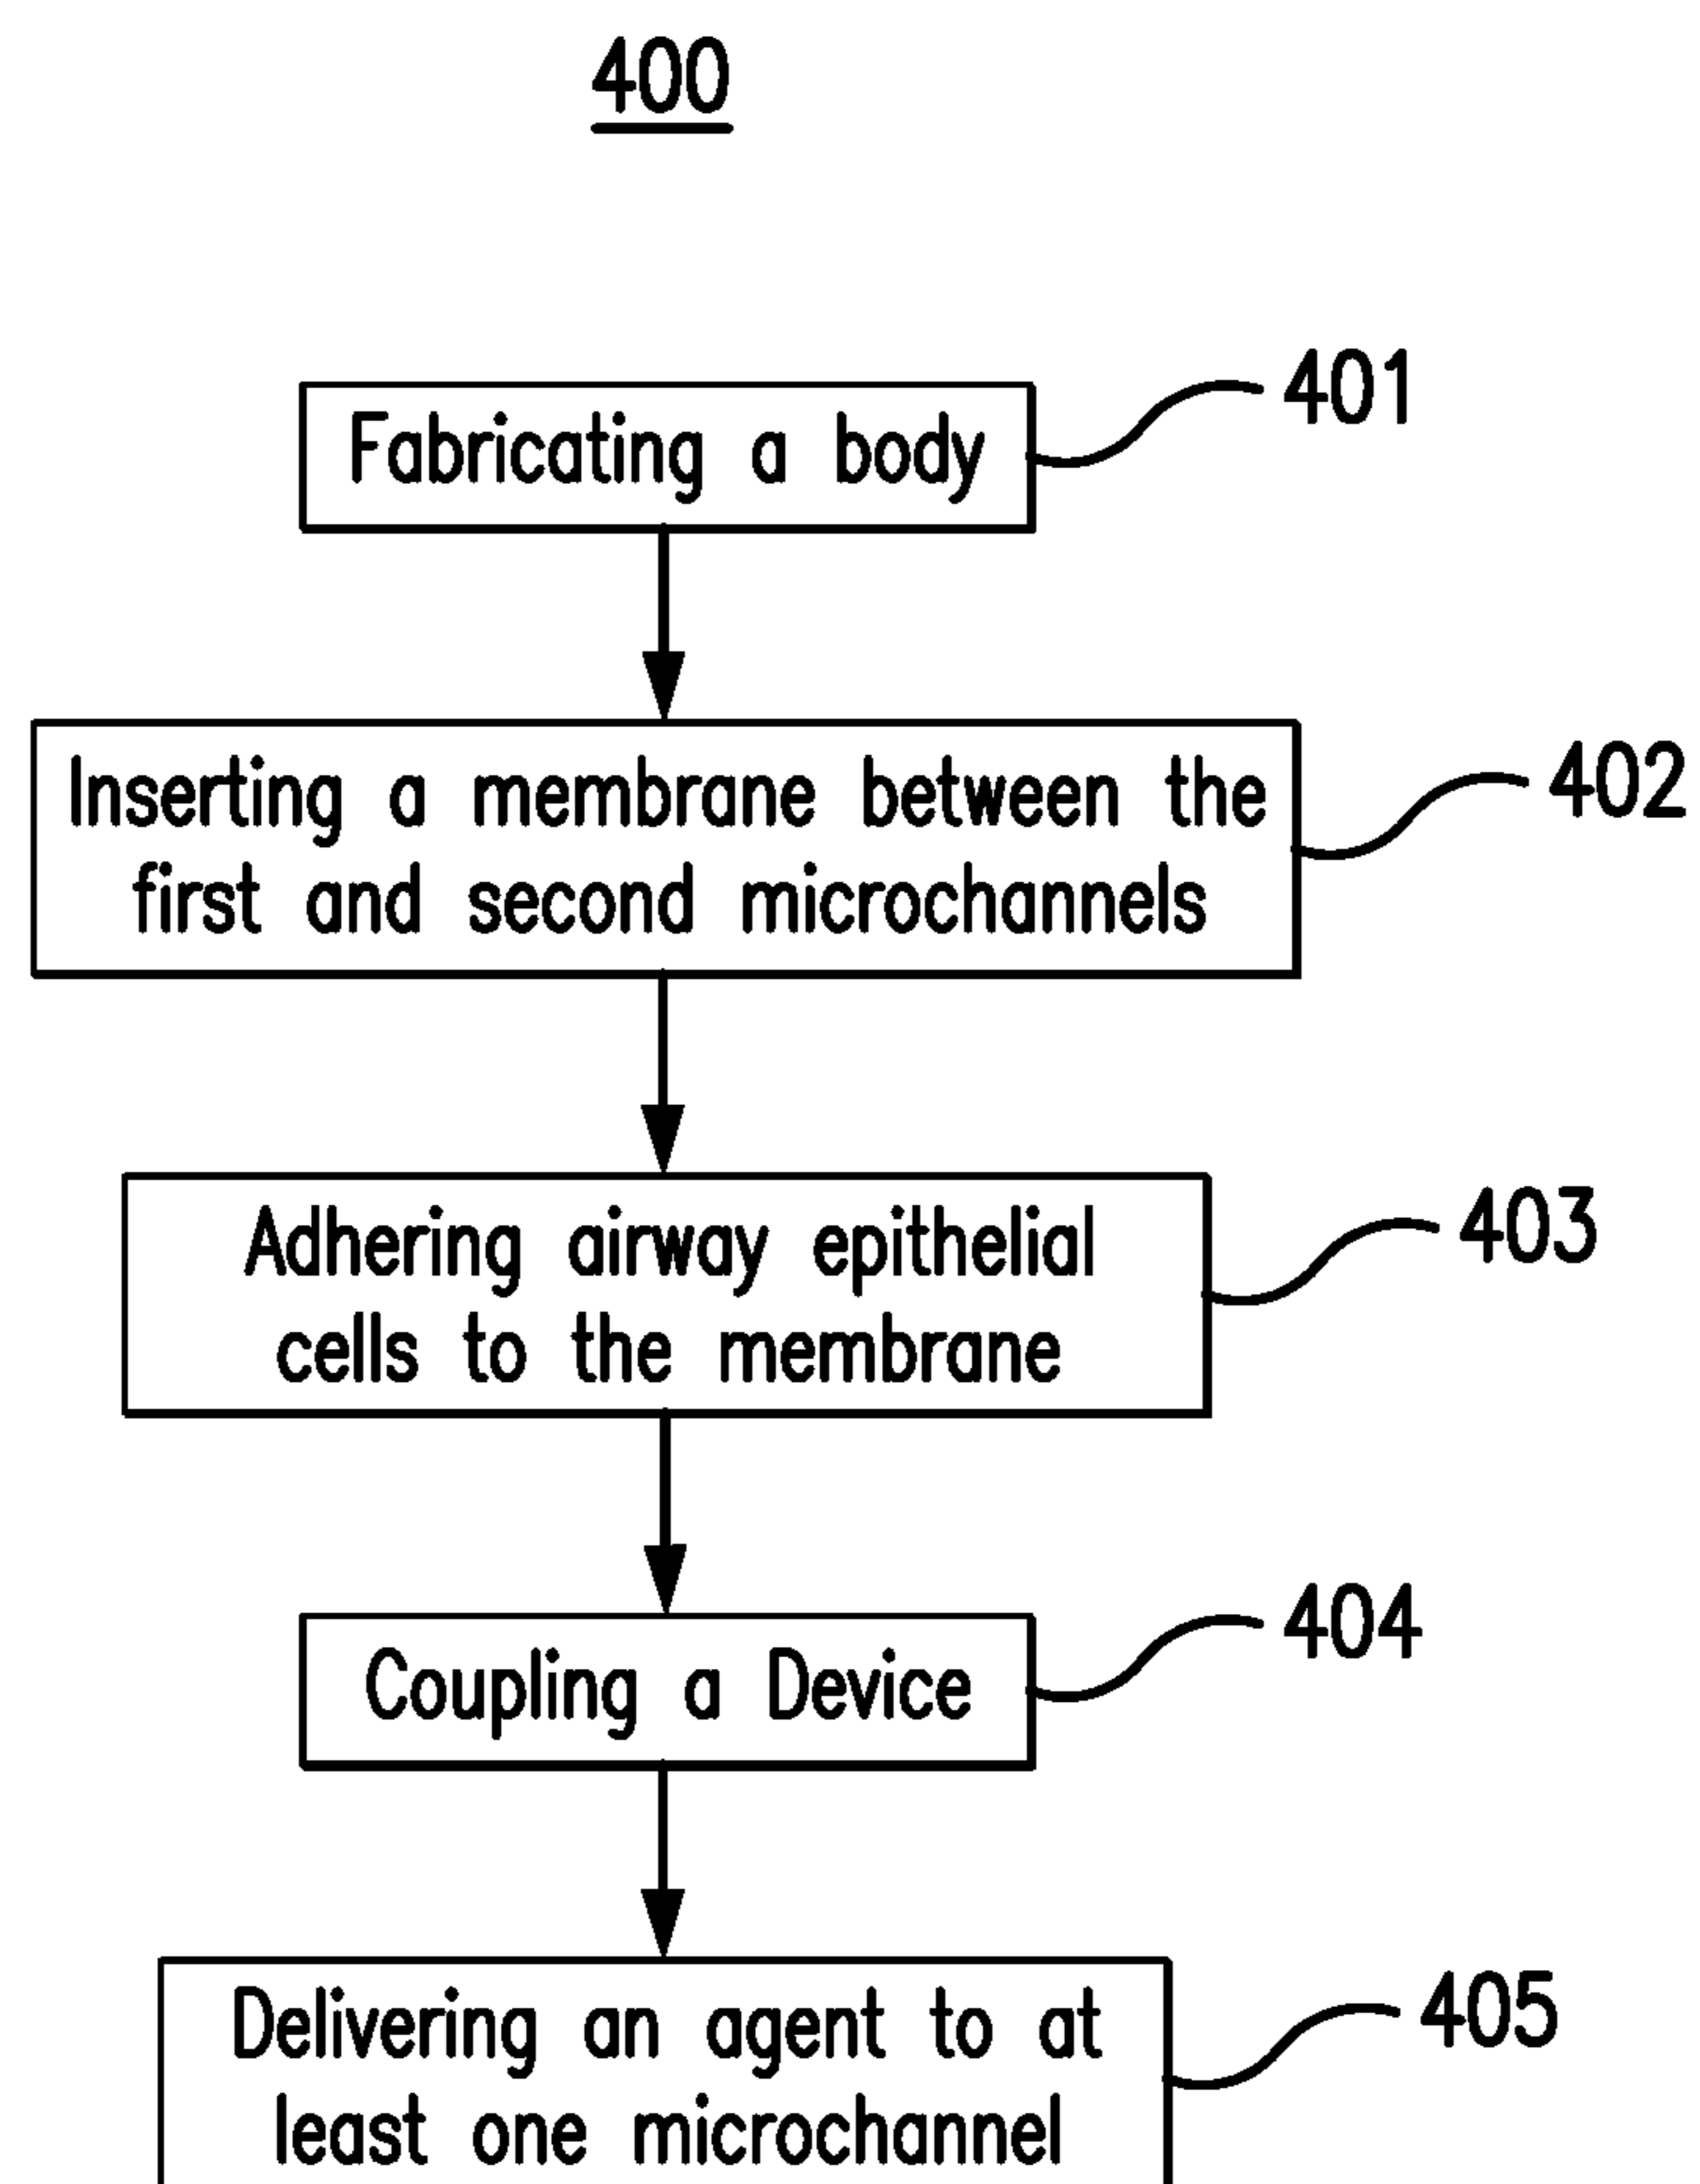 400
Fabricating a body
401
Inserting a membrane between the
first and second microchannels
402
Adhering airway epithelial
cells to the membrane
403
Coupling a Device
404
Delivering an agent to at
least one microchannel
405